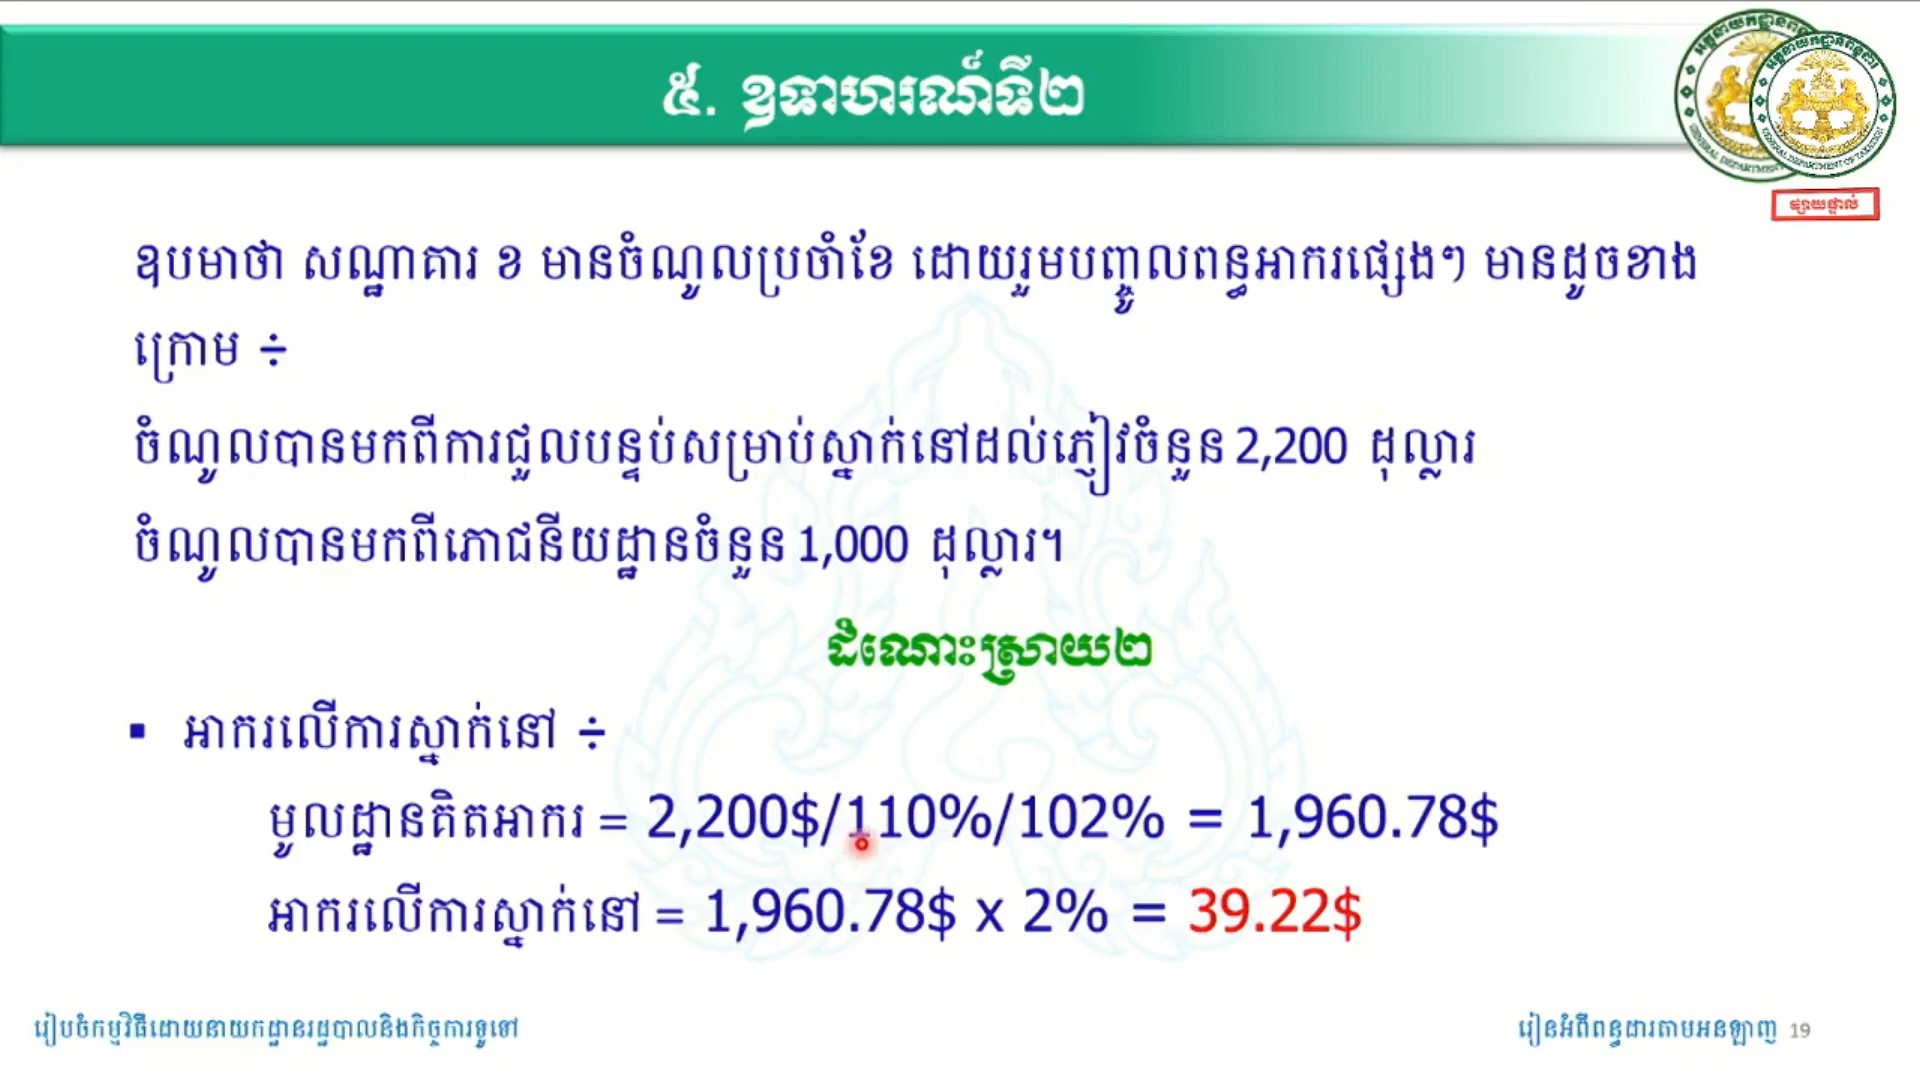 ៥. ឧទាហរណ៍ទី២
ផ្សាយផ្ទាល់
ឧបមាថា សណ្ឋាគារ ខ មានចំណូលប្រចាំខែ ដោយរួមបញ្ចូលពន្ធអាករផ្សេងៗ មានដូចខាង
ក្រោម ÷
ចំណូលបានមកពីការជួលបន្ទប់សម្រាប់ស្នាក់នៅដល់ភ្ញៀវចំនួន 2,200 ដុល្លារ
ចំណូលបានមកពីភោជនីយដ្ឋានចំនួន 1,000 ដុល្លារ។
ដំណោះស្រាយ២
▪ អាករលើការស្នាក់នៅ ÷
មូលដ្ឋានគិតអាករ = 2,200$/110%/102% = 1,960.78$
អាករលើការស្នាក់នៅ = 1,960.78$ x 2% = 39.22$
រៀបចំកម្មវិធីដោយនាយកដ្ឋានរដ្ឋបាលនិងកិច្ចការទូទៅ
រៀនអំពីពន្ធដារតាមអនឡាញ 19